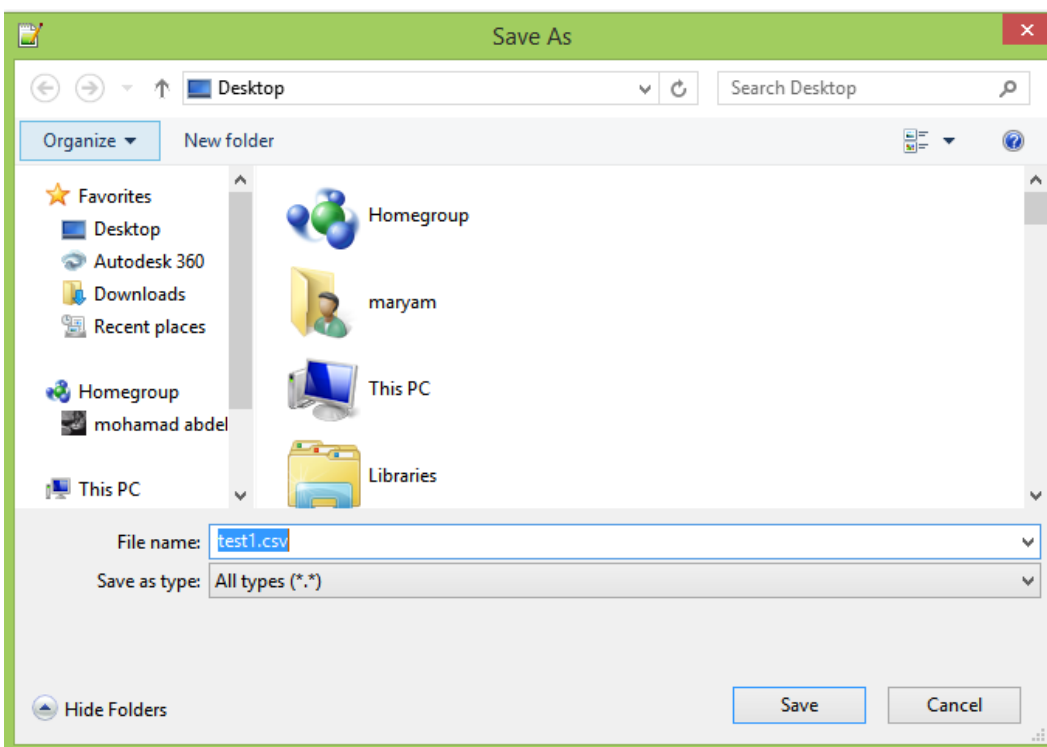 Save As
Desktop
Search Desktop
Organize
New folder
Favorites
Desktop
Autodesk 360
Downloads
Recent places
Homegroup
mohamad abdel
This PC
Homegroup
maryam
This PC
Libraries
File name: test1.csv
Save as type: All types (*.*)
Hide Folders
Save
Cancel